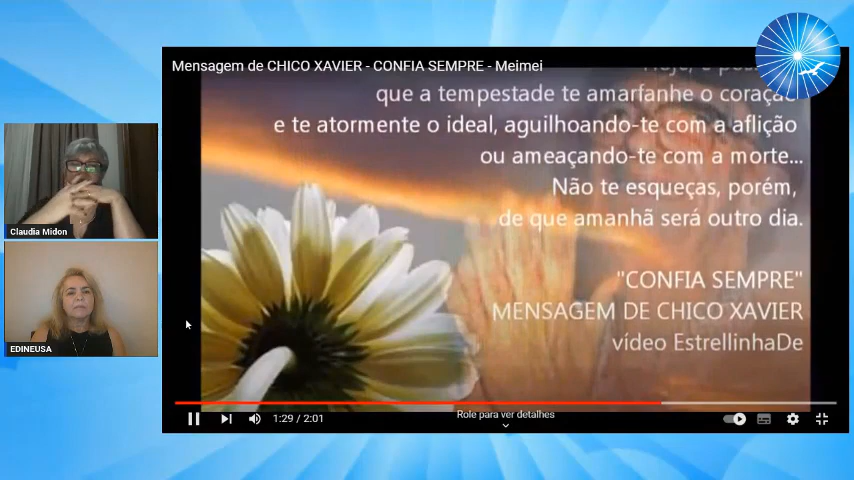 Mensagem de CHICO XAVIER - CONFIA SEMPRE - Meimei
que a tempestade te amarfanhe o coração
e te atormente o ideal, aguilhoando-te com a aflição
ou ameaçando-te com a morte...
Não te esqueças, porém,
de que amanhã será outro dia.
"CONFIA SEMPRE"
MENSAGEM DE CHICO XAVIER
vídeo EstrellinhaDe
Claudia Midon
EDINEUSA
1:29 / 2:01
Role para ver detalhes